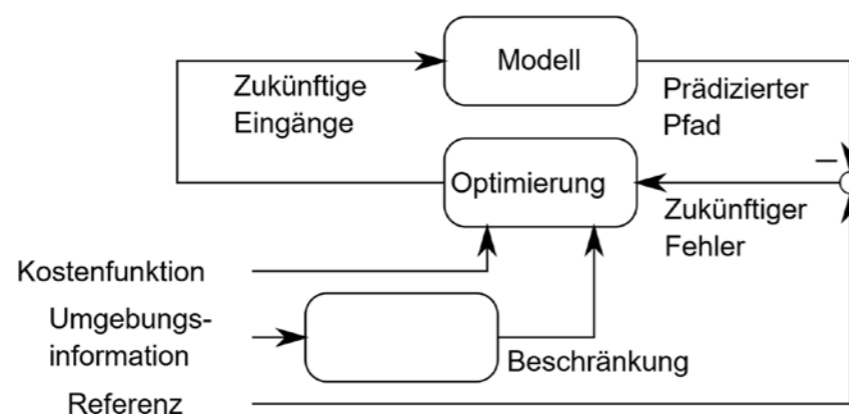 Modell
Zukünftige
Eingänge
Prädizierter
Pfad
–
Optimierung
Zukünftiger
Fehler
Kostenfunktion
Umgebungs-
information
Beschränkung
Referenz